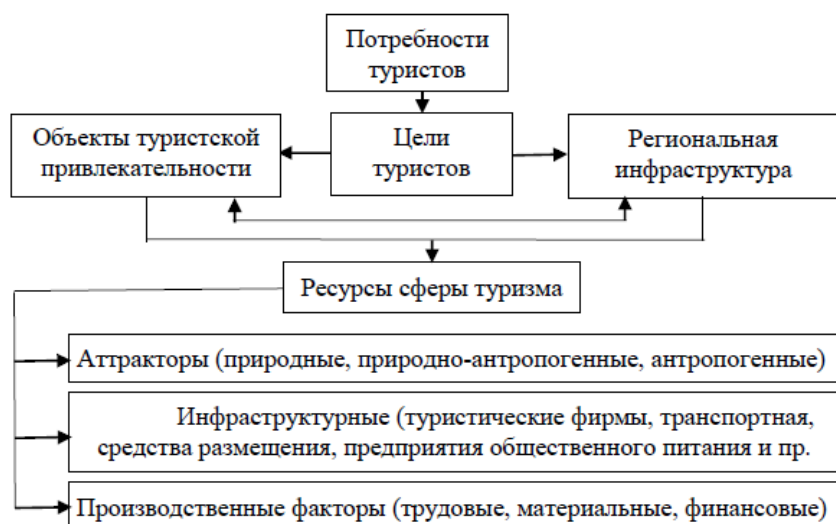 Потребности
туристов
Объекты туристской
привлекательности
Цели
туристов
Региональная
инфраструктура
Ресурсы сферы туризма
Аттракторы (природные, природно-антропогенные, антропогенные)
Инфраструктурные (туристические фирмы, транспортная,
средства размещения, предприятия общественного питания и пр.
Производственные факторы (трудовые, материальные, финансовые)